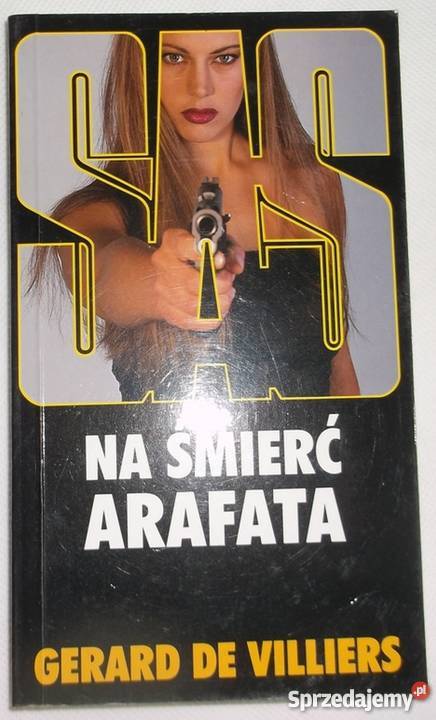 SAS
NA ŚMIERĆ
ARAFATA
GERARD DE VILLIERS
Sprzedajemy.pl